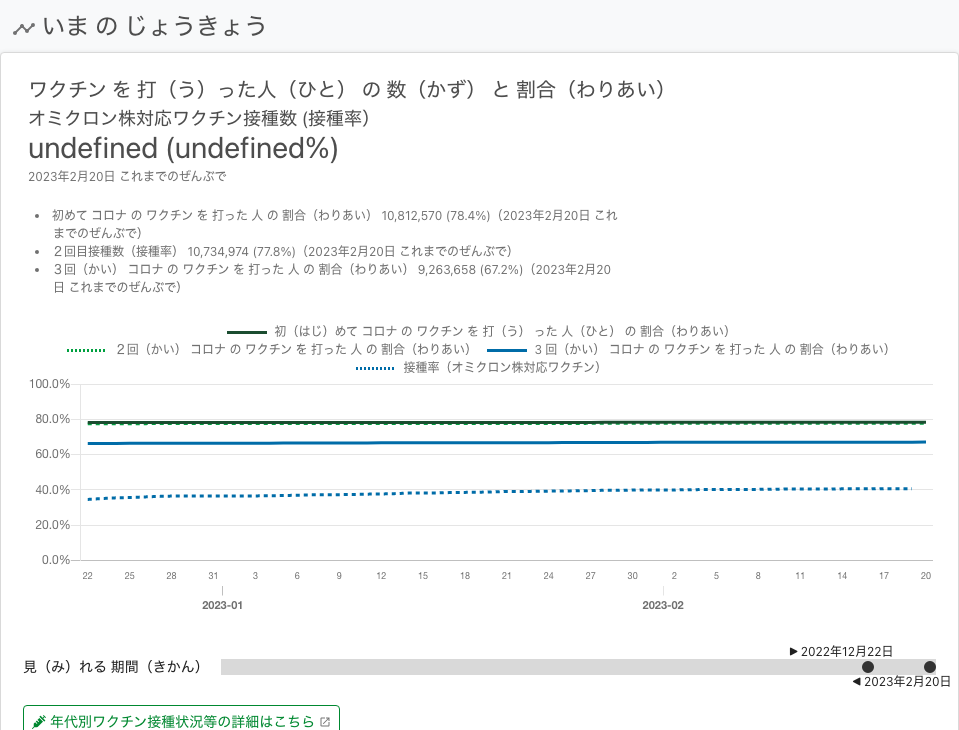 いま の じょうきょう
ワクチン を 打（う）った人（ひと） の 数（かず） と 割合（わりあい）
オミクロン株対応ワクチン接種数 (接種率）
undefined (undefined%)
2023年2月20日 これまでのぜんぶで
• 初めて コロナ の ワクチン を 打った 人 の 割合（わりあい） 10,812,570 (78.4%)（2023年2月20日 これ
までのぜんぶで）
• ２回目接種数（接種率） 10,734,974 (77.8%)（2023年2月20日 これまでのぜんぶで）
• ３回（かい） コロナ の ワクチン を 打った 人 の 割合（わりあい） 9,263,658 (67.2%)（2023年2月20
日 これまでのぜんぶで）
初（はじ）めて コロナ の ワクチン を 打（う） った 人（ひと） の 割合（わりあい）
２回（かい） コロナ の ワクチン を 打った 人 の 割合（わりあい） ３回（かい） コロナ の ワクチン を 打った 人 の 割合（わりあい）
接種率（オミクロン株対応ワクチン）
100.0%
80.0%
60.0%
40.0%
20.0%
0.0%
22 25 28 31 3 6 9 12 15 18 21 24 27 30 2 5 8 11 14 17 20
2023-01 2023-02
▶ 2022年12月22日
見（み）れる 期間（きかん）
◀ 2023年2月20日
年代別ワクチン接種状況等の詳細はこちら